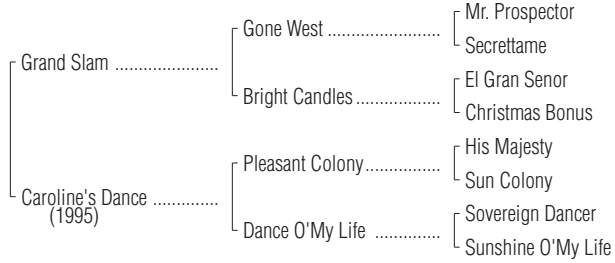 Mr. Prospector
Gone West ........................
Secrettame
Grand Slam ......................
El Gran Senor
Bright Candles ..................
Christmas Bonus
His Majesty
Pleasant Colony ................
Sun Colony
Caroline's Dance ..............
(1995)
Sovereign Dancer
Dance O'My Life ..............
Sunshine O'My Life